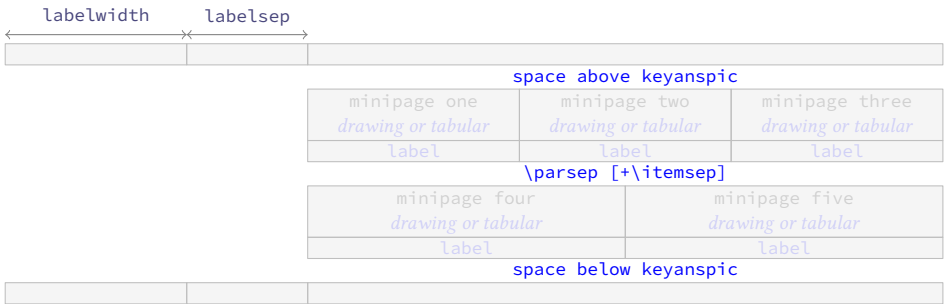 labelwidth labelsep
space above keyanspic
minipage one minipage two minipage three
drawing or tabular drawing or tabular drawing or tabular
label label label
\parsep [+\itemsep]
minipage four minipage five
drawing or tabular drawing or tabular
label label
space below keyanspic